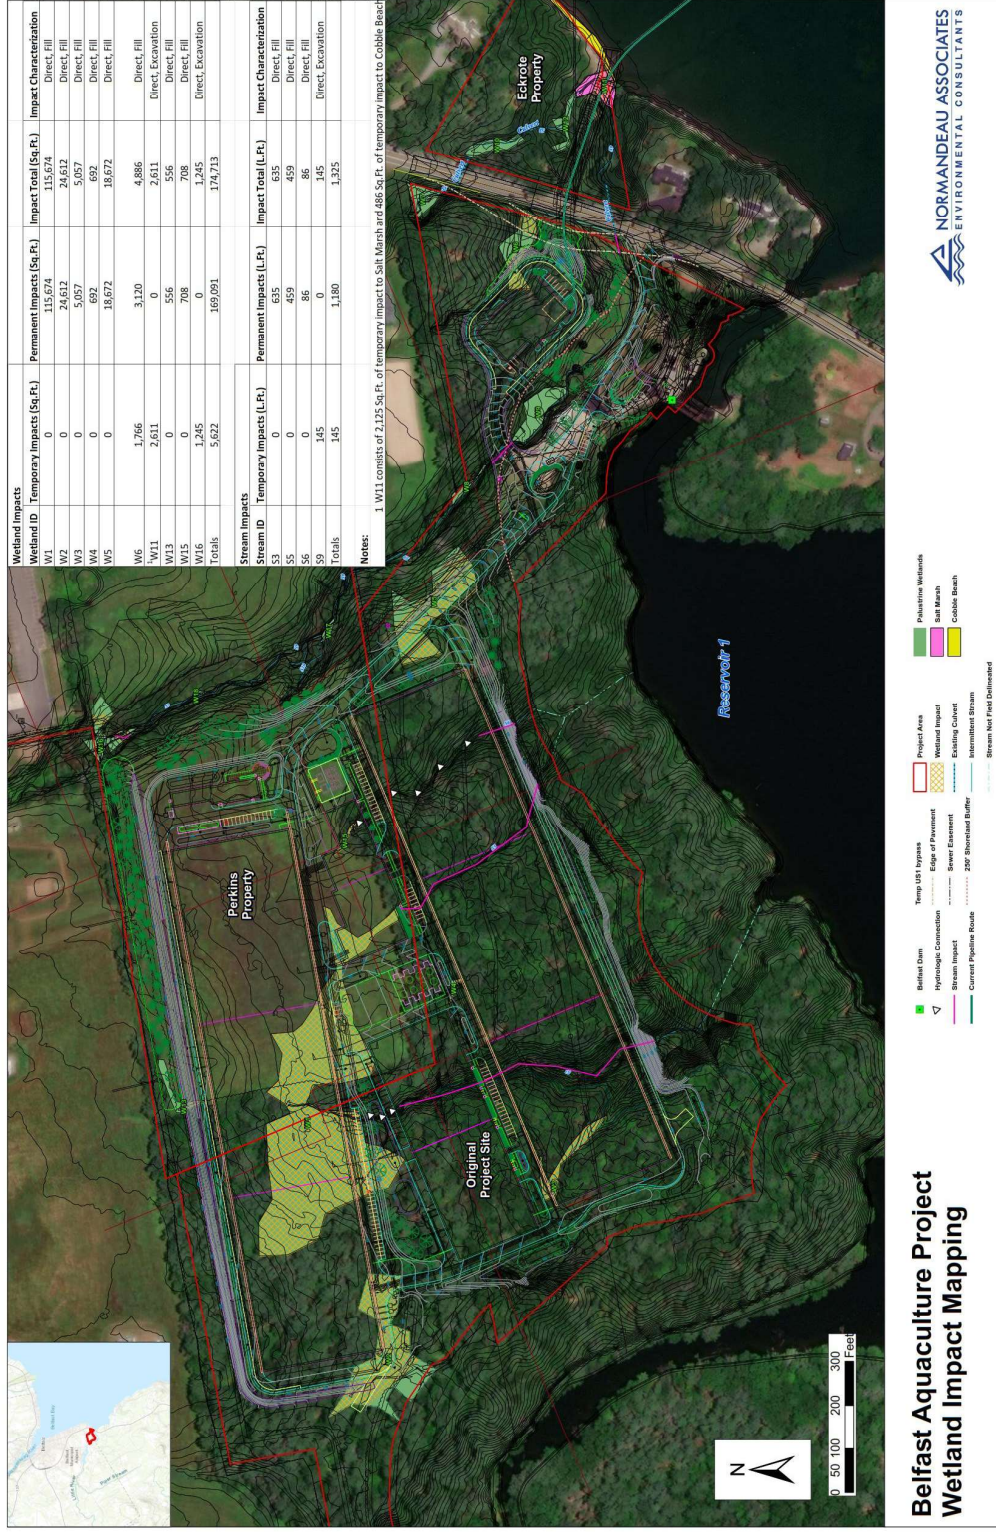 Wetland Impacts
Wetland ID Temporary Impacts (Sq.Ft.) Permanent Impacts (Sq.Ft.) Impact Total (Sq.Ft.) Impact Characterization
W1 0 115,674 115,674 Direct, Fill
W2 0 24,612 24,612 Direct, Fill
W3 0 5,057 5,057 Direct, Fill
W4 0 692 692 Direct, Fill
W5 0 18,672 18,672 Direct, Fill
W6 1,766 3,120 4,886 Direct, Fill
¹W11 2,611 0 2,611 Direct, Excavation
W13 0 556 556 Direct, Fill
W15 0 708 708 Direct, Fill
W16 1,245 0 1,245 Direct, Excavation
Totals 5,622 169,091 174,713
Stream Impacts
Stream ID Temporary Impacts (L.Ft.) Permanent Impacts (L.Ft.) Impact Total (L.Ft.) Impact Characterization
S3 0 635 635 Direct, Fill
S5 0 459 459 Direct, Fill
S6 0 86 86 Direct, Fill
S9 145 0 145 Direct, Excavation
Totals 145 1,180 1,325
Notes:
1 W11 consists of 2,125 Sq.Ft. of temporary impact to Salt Marsh and 486 Sq.Ft. of temporary impact to Cobble Beach
Eckrote
Property
Perkins
Property
Original
Project Site
Reservoir 1
N
0 50 100 200 300
Feet
Belfast Aquaculture Project
Wetland Impact Mapping
Belfast Dam
Hydrologic Connection
Stream Impact
Current Pipeline Route
Temp US1 bypass
Edge of Pavement
Sewer Easement
250' Shoreland Buffer
Project Area
Wetland Impact
Existing Culvert
Intermittent Stream
Stream Not Field Delineated
Palustrine Wetlands
Salt Marsh
Cobble Beach
NORMANDEAU ASSOCIATES
ENVIRONMENTAL CONSULTANTS